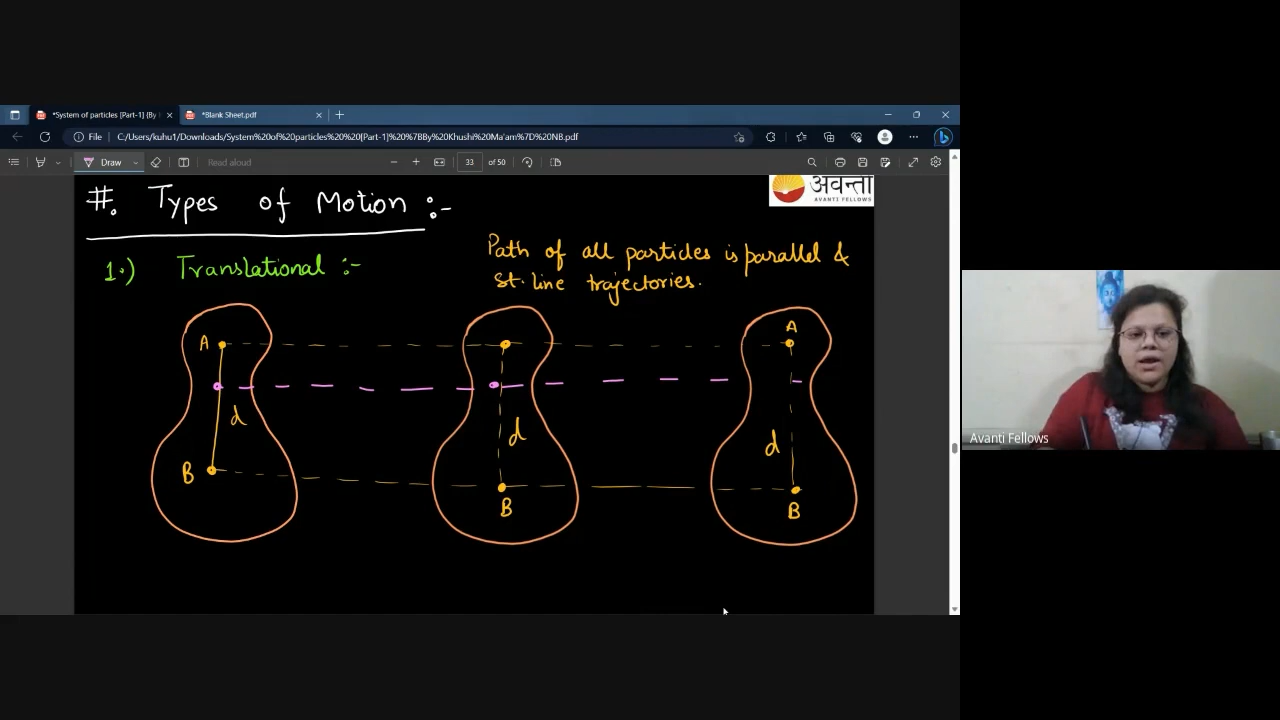 *System of particles [Part-1] (By
*Blank Sheet.pdf
File
C:/Users/kuhu1/Downloads/System%20of%20particles%20%20[Part-1]%20%7BBy%20Khushi%20Ma'am%7D%20NB.pdf
Draw
Read aloud
33 of 50
#. Types of Motion :-
अवन्ती
AVANTI FELLOWS
1.) Translational :-
Path of all particles is parallel &
st. line trajectories.
A
A
d
d
d
B
B
B
Avanti Fellows